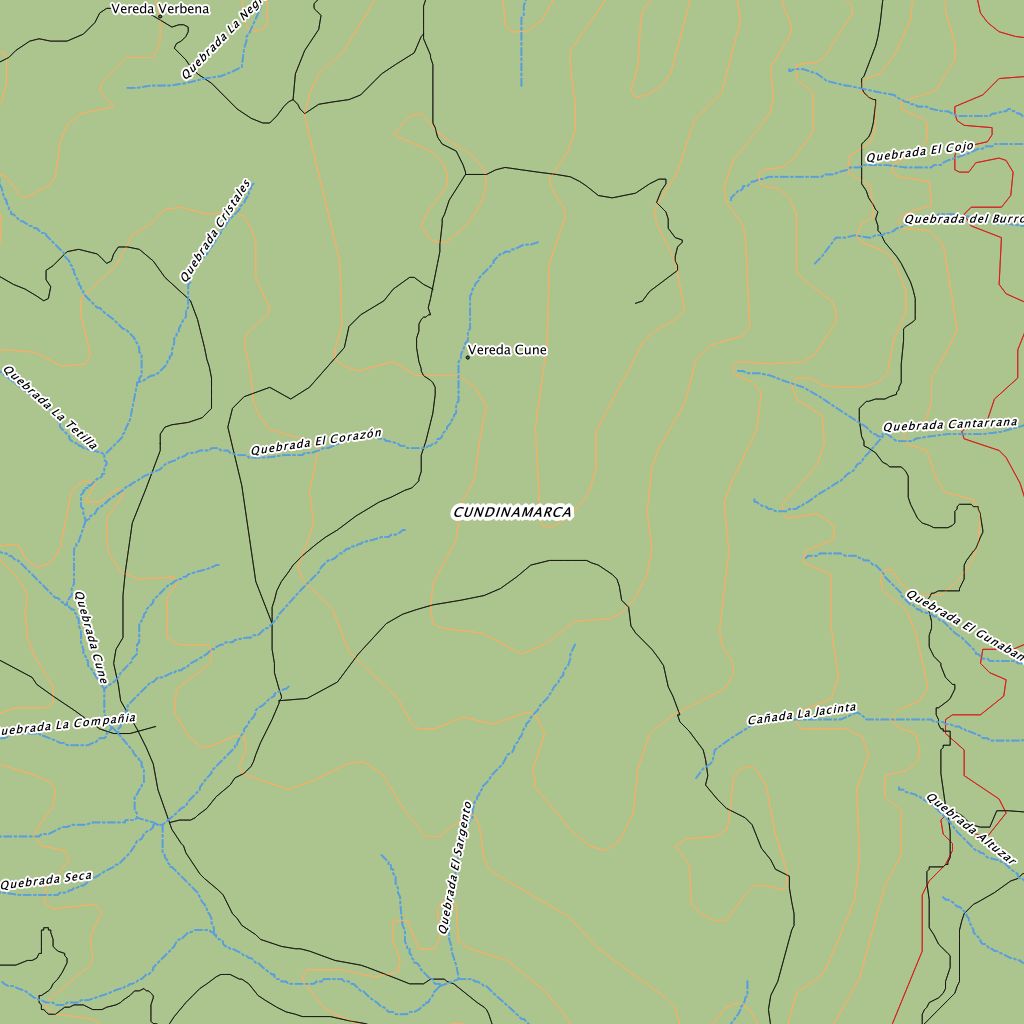 Vereda Verbena
Quebrada La Negr
Quebrada El Cojo
Quebrada Cristales
Quebrada del Burro
Vereda Cune
Quebrada La Tetilla
Quebrada El Corazón
Quebrada Cantarrana
CUNDINAMARCA
Quebrada Cune
Quebrada El Gunaban
uebrada La Compañia
Cañada La Jacinta
Quebrada El Sargento
Quebrada Altuzar
Quebrada Seca